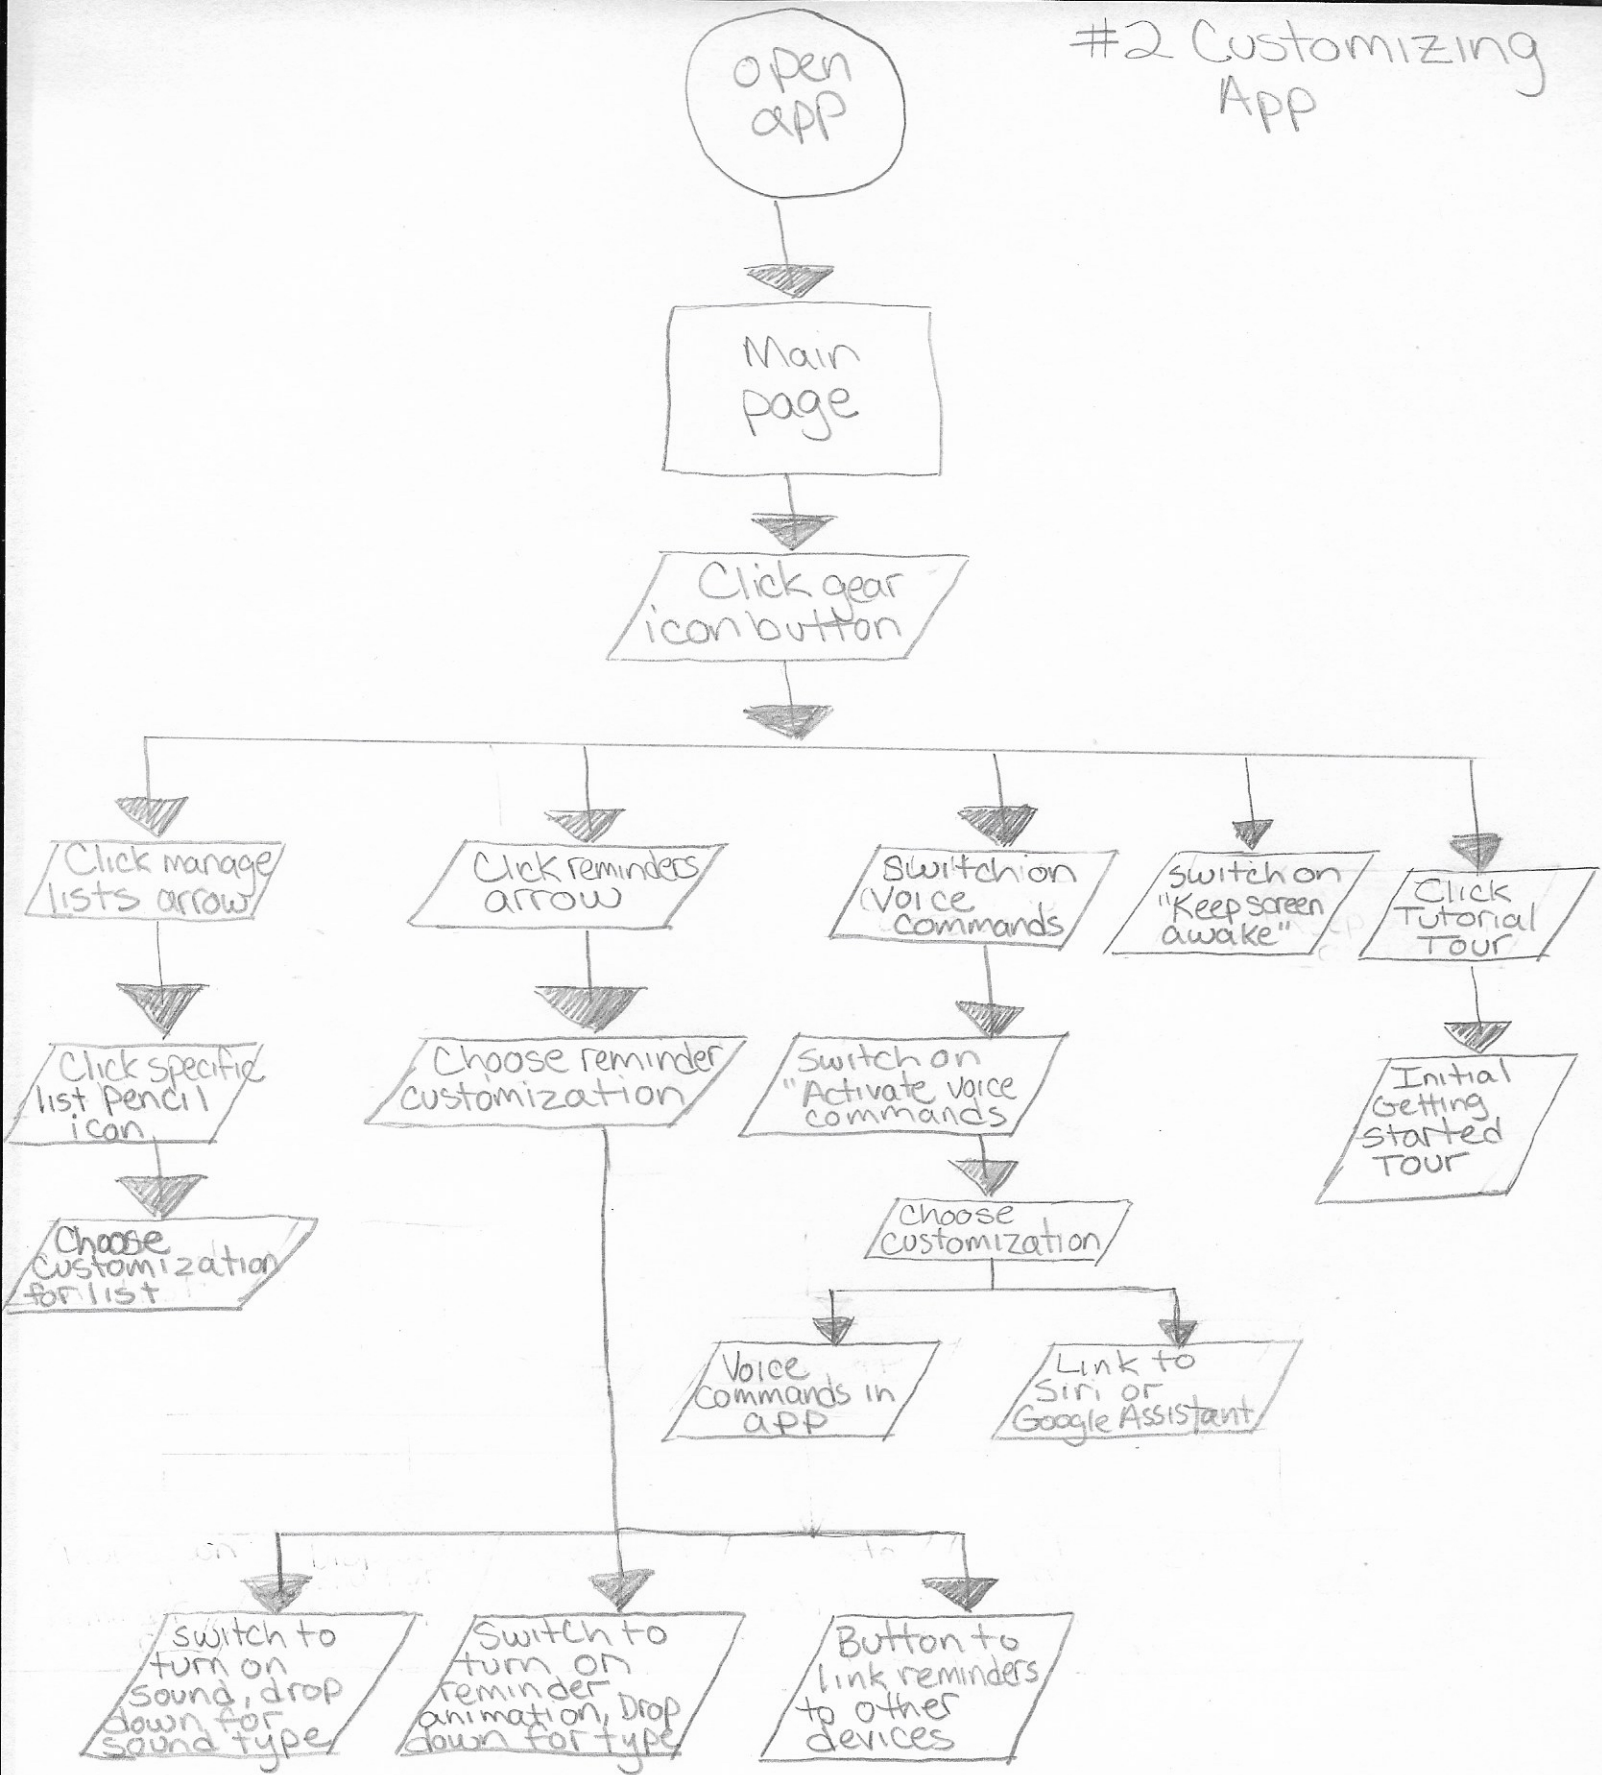 #2 Customizing
App
open
app
Main
page
Click gear
icon button
Click manage
lists arrow
Click reminders
arrow
Switch on
Voice
Commands
Switch on
"Keep screen
awake"
Click
Tutorial
Tour
Click specific
list pencil
icon
Choose reminder
customization
Switch on
"Activate voice
commands
Initial
Getting
started
Tour
Choose
customization
for list
Choose
customization
Voice
commands in
app
Link to
Siri or
Google Assistant
Switch to
turn on
sound, drop
down for
sound type
Switch to
turn on
reminder
animation, Drop
down for type
Button to
link reminders
to other
devices